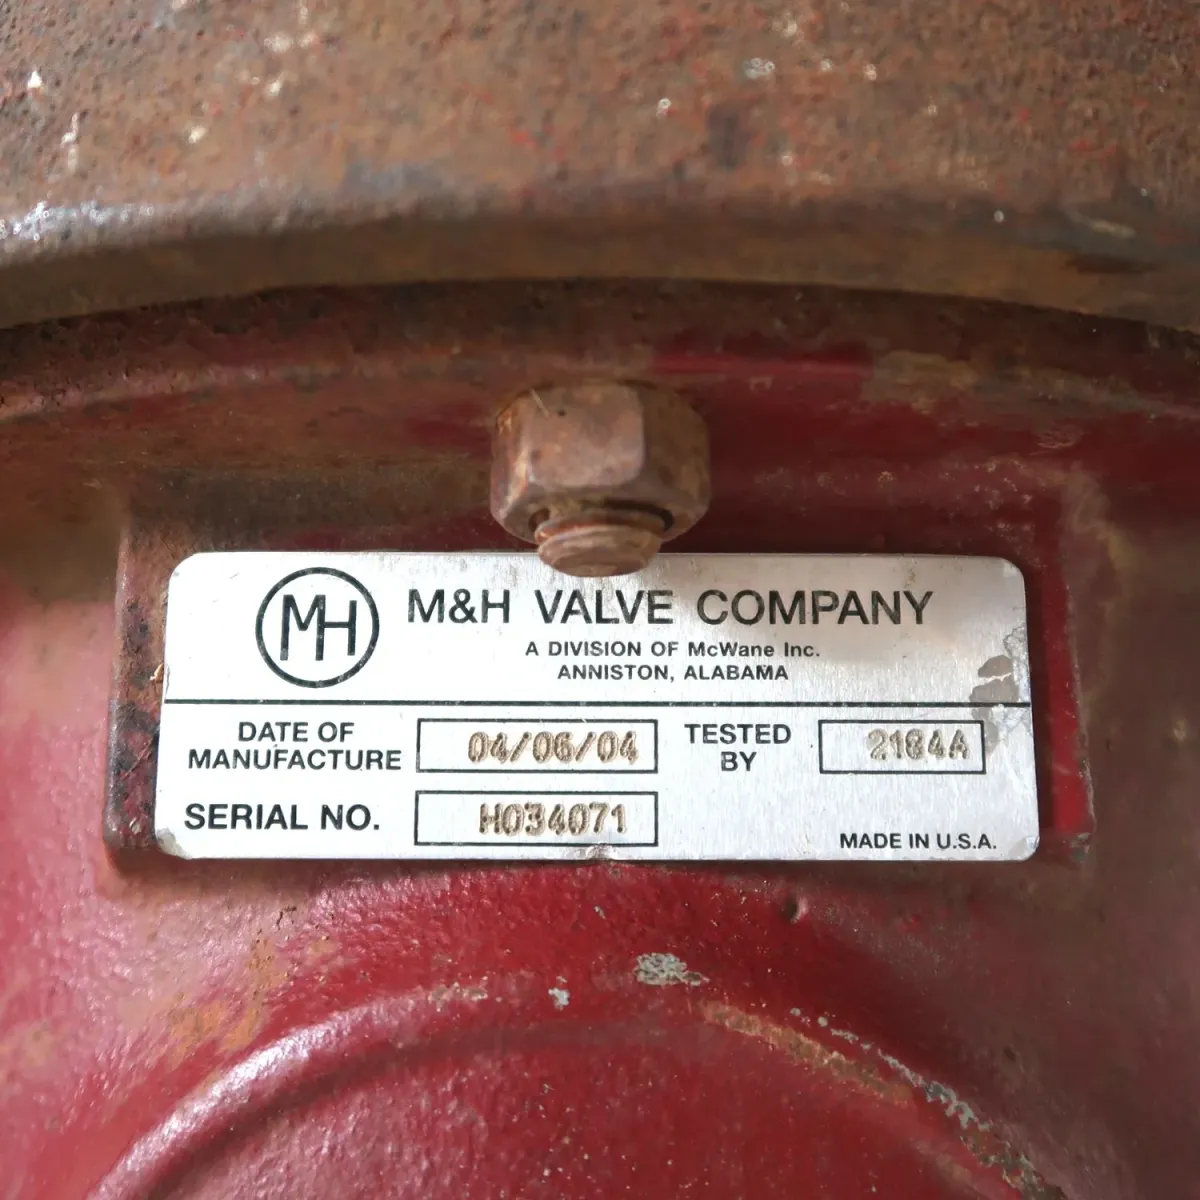 MH M&H VALVE COMPANY
A DIVISION OF McWane Inc.
ANNISTON, ALABAMA
DATE OF MANUFACTURE 04/06/04 TESTED BY 2184A
SERIAL NO. H034071
MADE IN U.S.A.